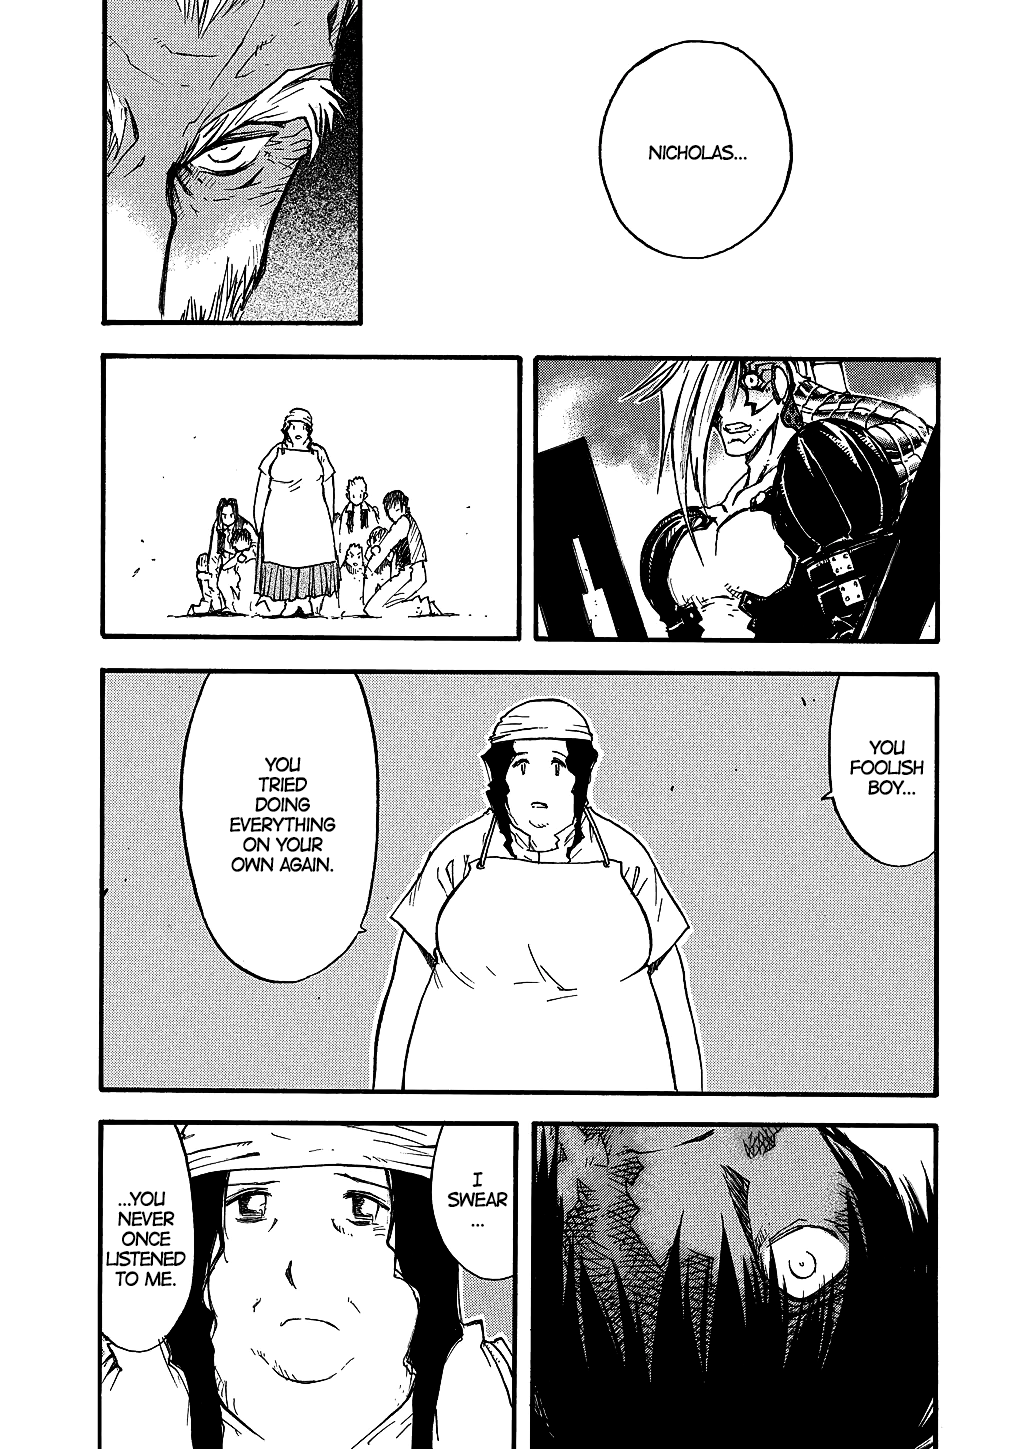 NICHOLAS...
YOU
FOOLISH
BOY...
YOU
TRIED
DOING
EVERYTHING
ON YOUR
OWN AGAIN.
I
SWEAR
...
...YOU
NEVER
ONCE
LISTENED
TO ME.